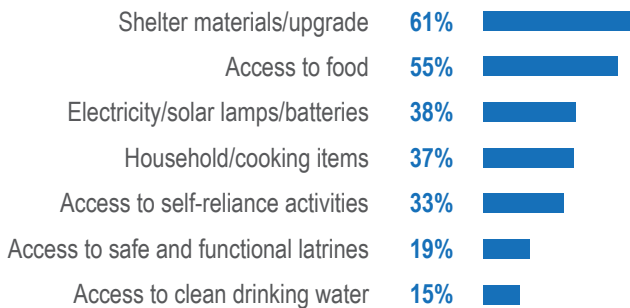 Shelter materials/upgrade 61%
Access to food 55%
Electricity/solar lamps/batteries 38%
Household/cooking items 37%
Access to self-reliance activities 33%
Access to safe and functional latrines 19%
Access to clean drinking water 15%